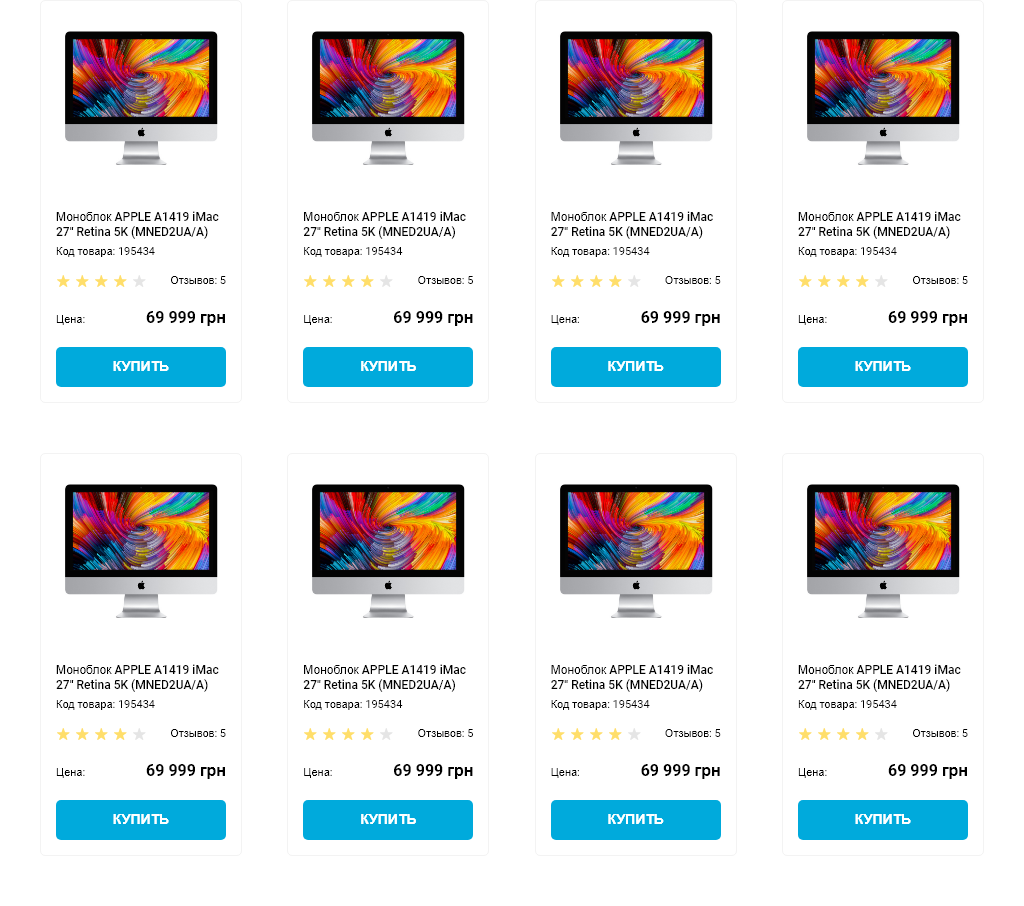 Моноблок APPLE A1419 iMac
27" Retina 5K (MNED2UA/A)
Код товара: 195434
Отзывов: 5
Цена: 69 999 грн
КУПИТЬ
Моноблок APPLE A1419 iMac
27" Retina 5K (MNED2UA/A)
Код товара: 195434
Отзывов: 5
Цена: 69 999 грн
КУПИТЬ
Моноблок APPLE A1419 iMac
27" Retina 5K (MNED2UA/A)
Код товара: 195434
Отзывов: 5
Цена: 69 999 грн
КУПИТЬ
Моноблок APPLE A1419 iMac
27" Retina 5K (MNED2UA/A)
Код товара: 195434
Отзывов: 5
Цена: 69 999 грн
КУПИТЬ
Моноблок APPLE A1419 iMac
27" Retina 5K (MNED2UA/A)
Код товара: 195434
Отзывов: 5
Цена: 69 999 грн
КУПИТЬ
Моноблок APPLE A1419 iMac
27" Retina 5K (MNED2UA/A)
Код товара: 195434
Отзывов: 5
Цена: 69 999 грн
КУПИТЬ
Моноблок APPLE A1419 iMac
27" Retina 5K (MNED2UA/A)
Код товара: 195434
Отзывов: 5
Цена: 69 999 грн
КУПИТЬ
Моноблок APPLE A1419 iMac
27" Retina 5K (MNED2UA/A)
Код товара: 195434
Отзывов: 5
Цена: 69 999 грн
КУПИТЬ